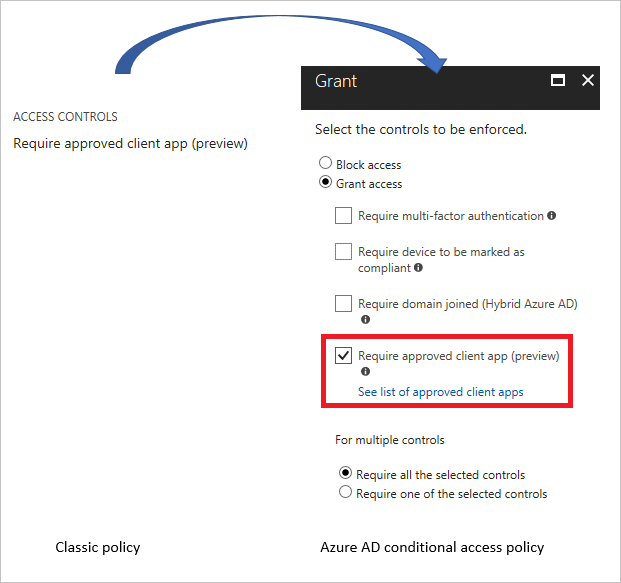 ACCESS CONTROLS
Require approved client app (preview)
Grant
Select the controls to be enforced.
Block access
Grant access
Require multi-factor authentication
Require device to be marked as
compliant
Require domain joined (Hybrid Azure AD)
Require approved client app (preview)
See list of approved client apps
For multiple controls
Require all the selected controls
Require one of the selected controls
Classic policy
Azure AD conditional access policy